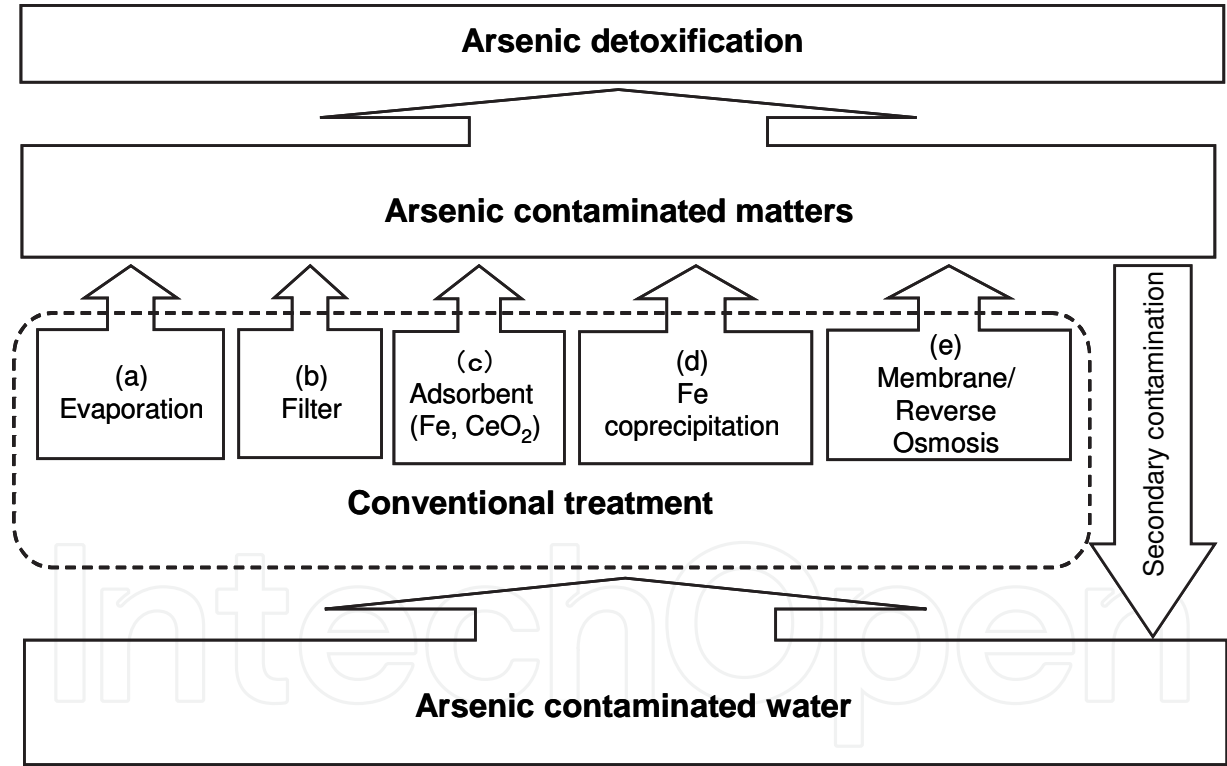 Arsenic detoxification
Arsenic contaminated matters
(a)
Evaporation
(b)
Filter
（c）
Adsorbent
(Fe, CeO₂)
(d)
Fe
coprecipitation
(e)
Membrane/
Reverse
Osmosis
Secondary contamination
Conventional treatment
IntechOpen
Arsenic contaminated water